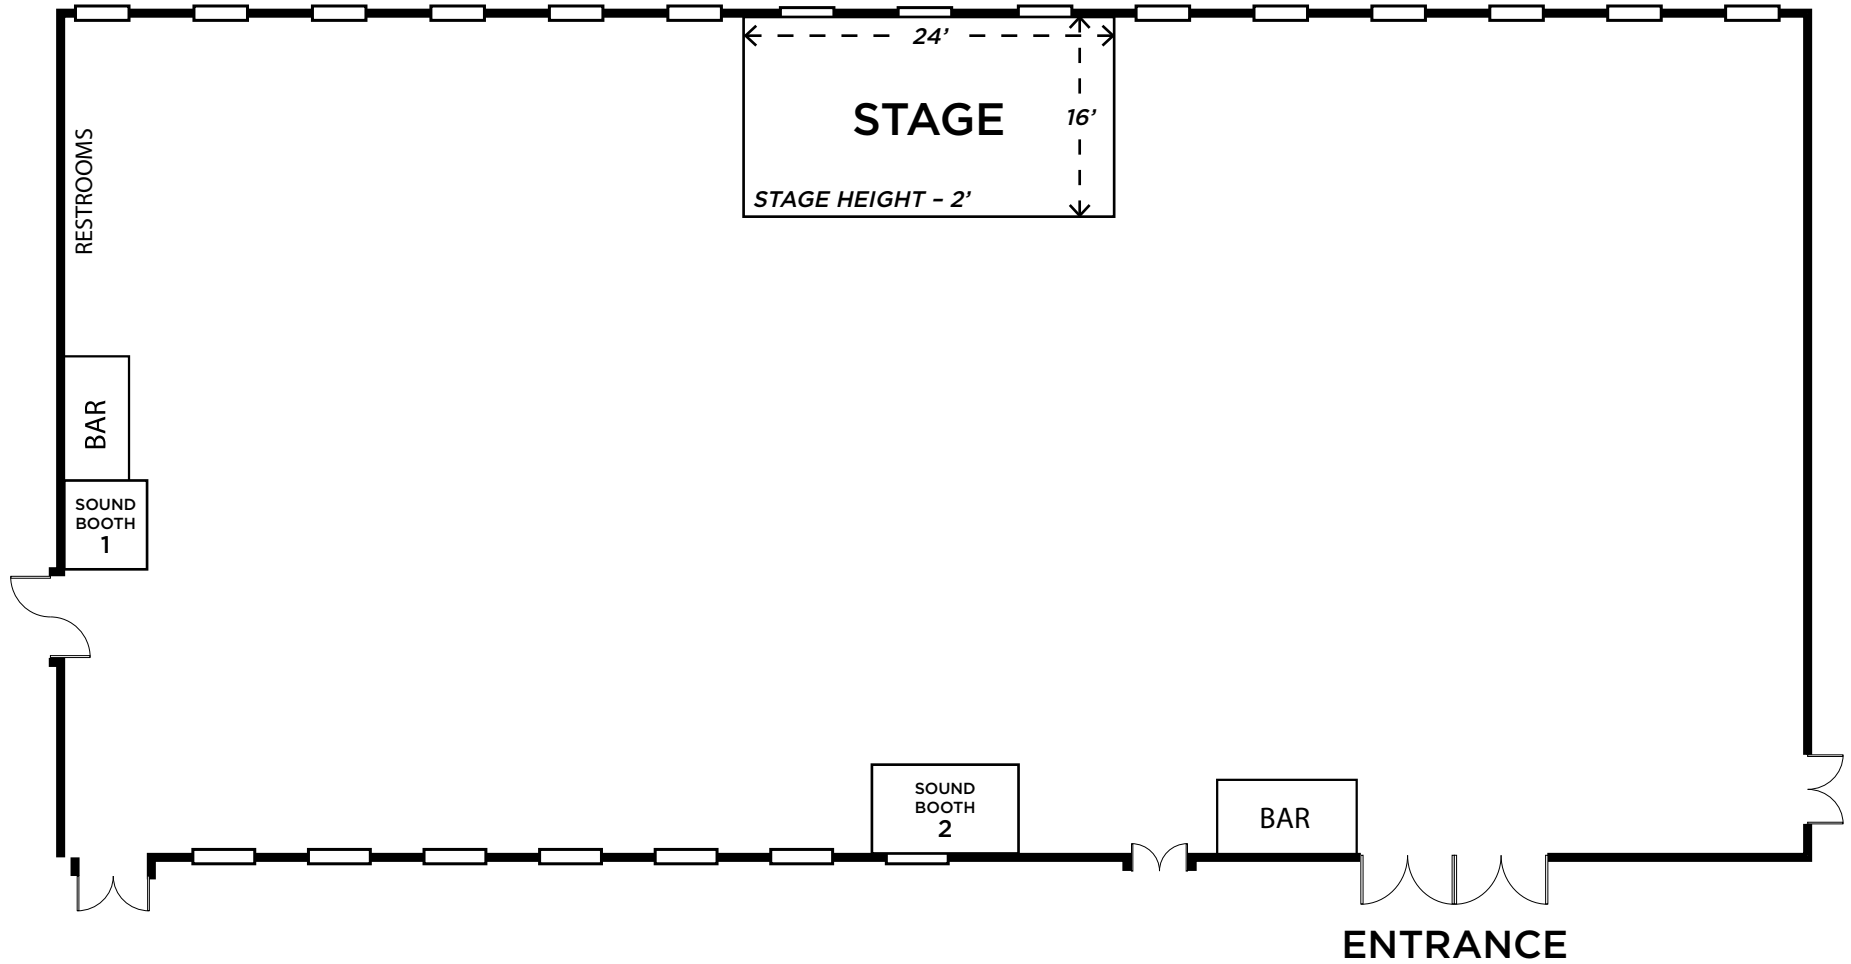 24’
STAGE
16’
STAGE HEIGHT – 2’
RESTROOMS
BAR
SOUND
BOOTH
1
SOUND
BOOTH
2
BAR
ENTRANCE